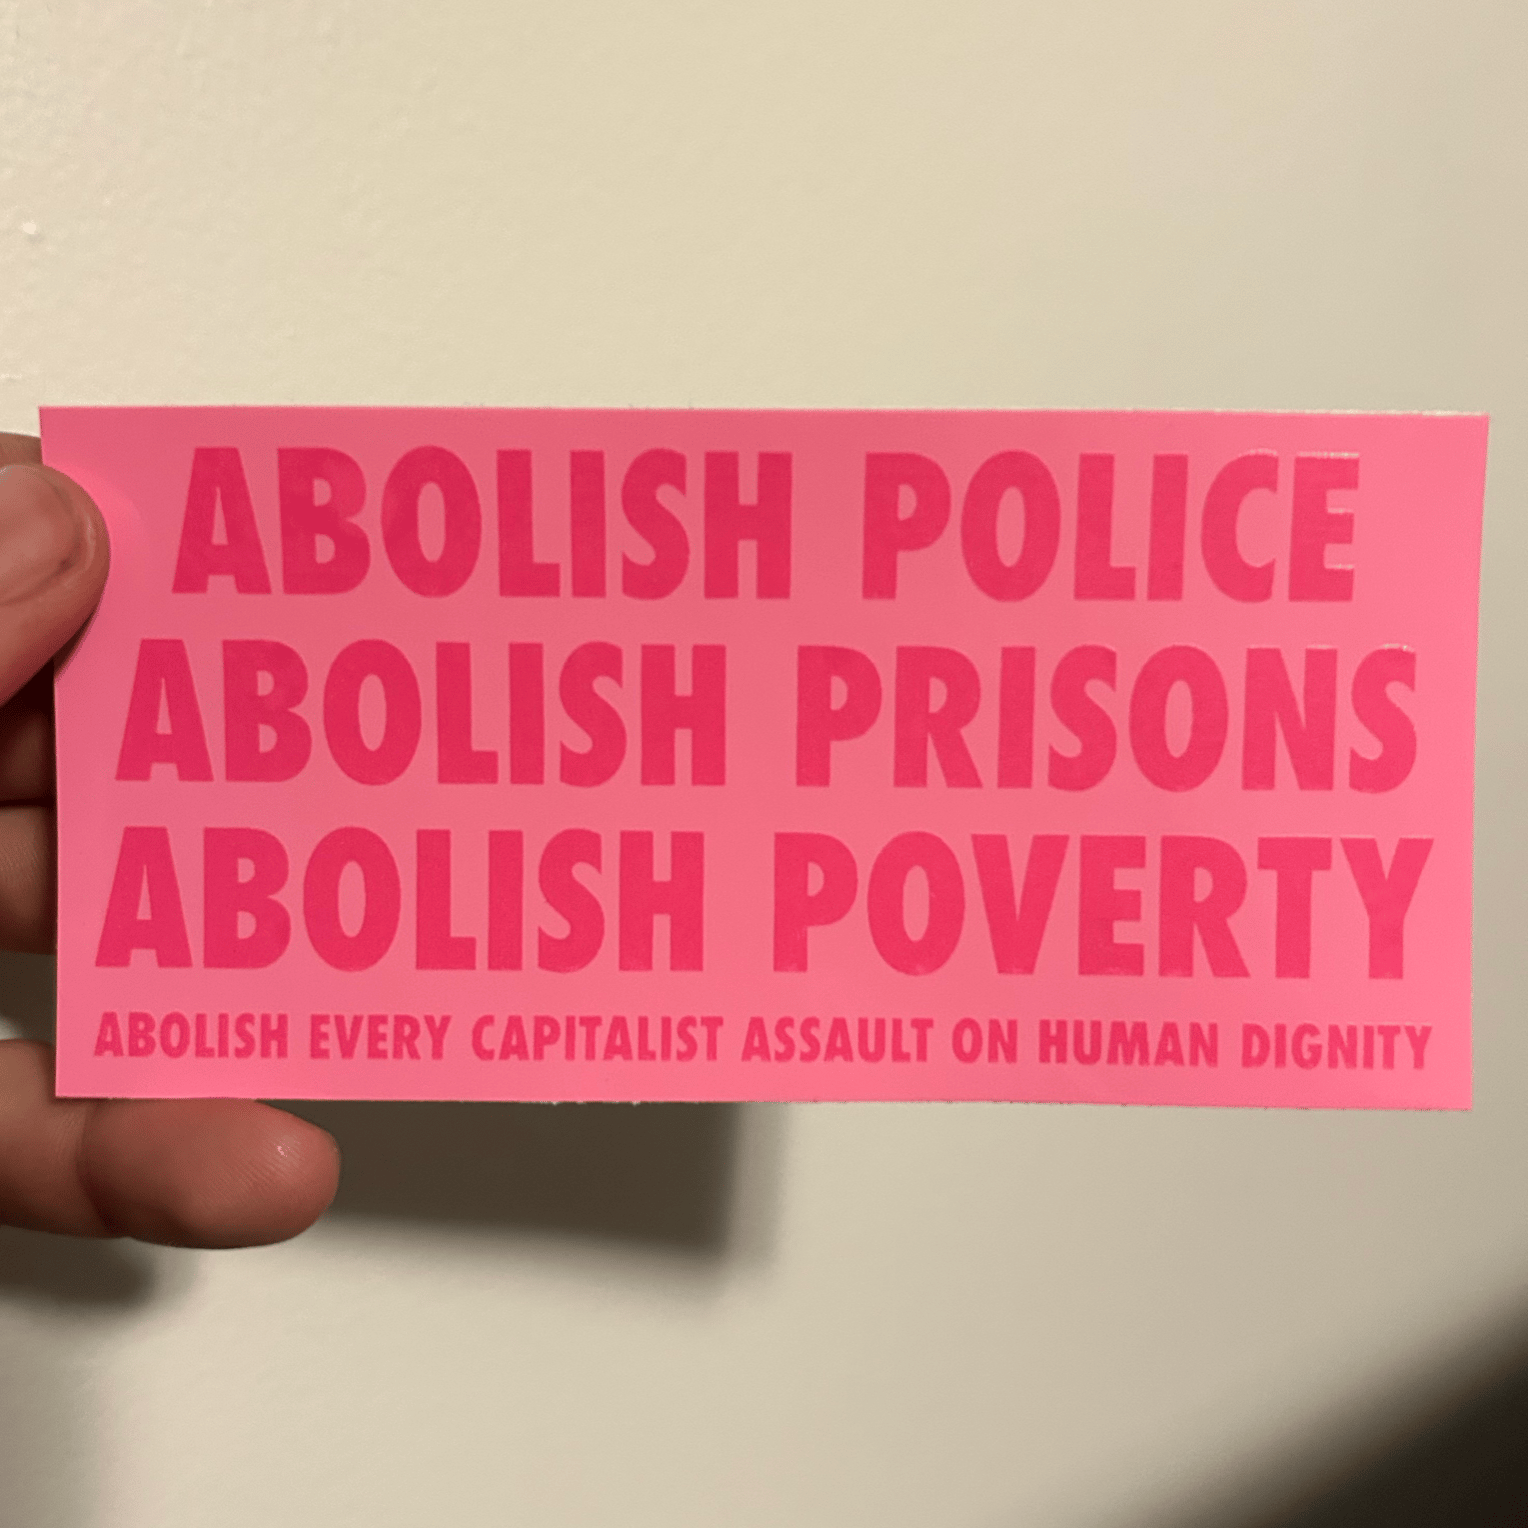 ABOLISH POLICE
ABOLISH PRISONS
ABOLISH POVERTY
ABOLISH EVERY CAPITALIST ASSAULT ON HUMAN DIGNITY